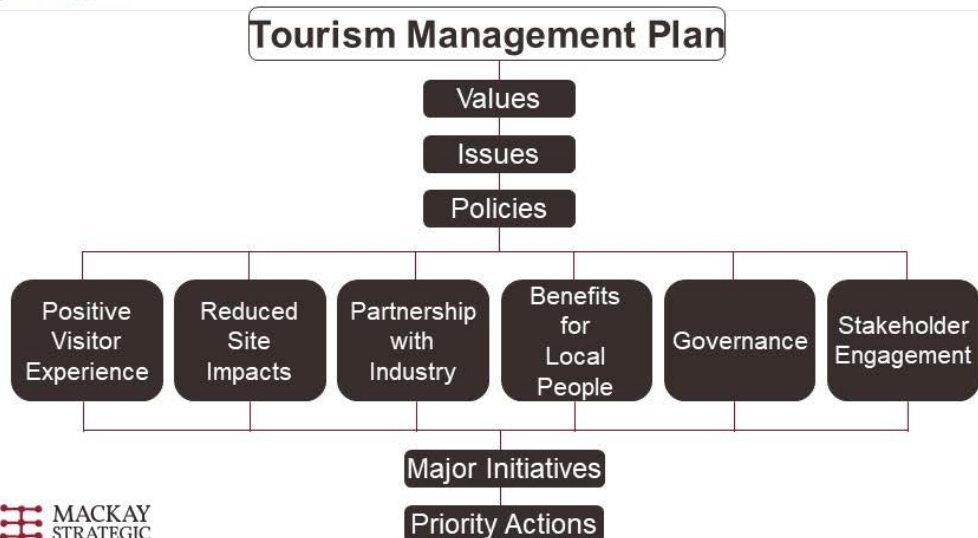 Tourism Management Plan
Values
Issues
Policies
Positive
Visitor
Experience
Reduced
Site
Impacts
Partnership
with
Industry
Benefits
for
Local
People
Governance
Stakeholder
Engagement
Major Initiatives
Priority Actions
MACKAY
STRATEGIC